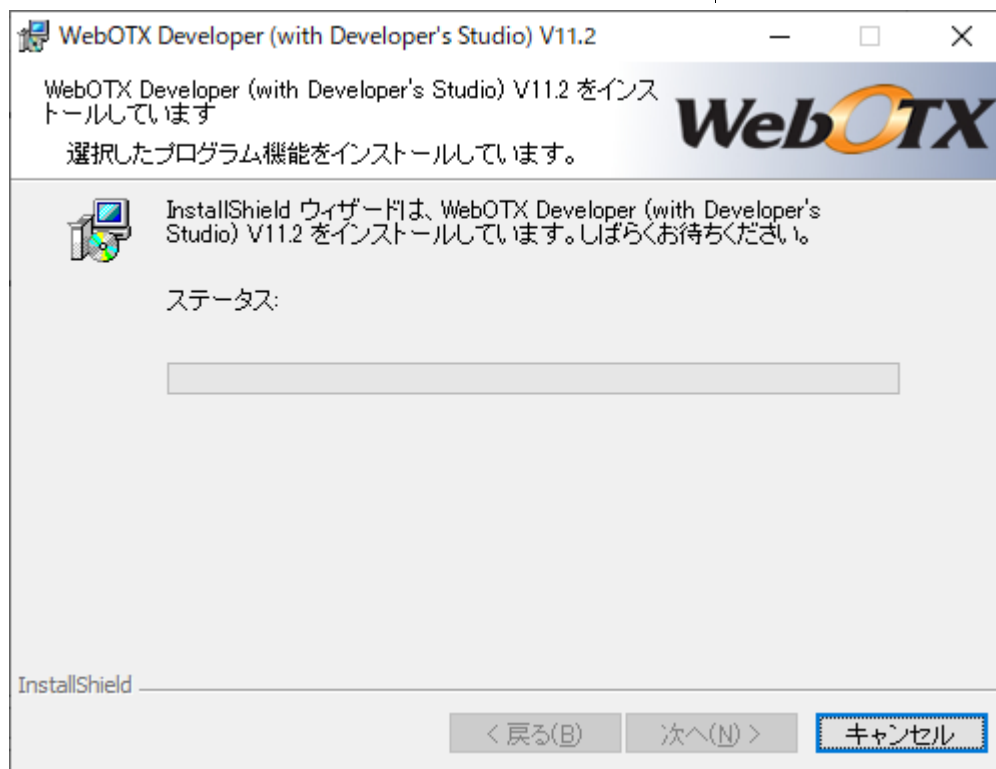 WebOTX Developer (with Developer's Studio) V11.2
WebOTX Developer (with Developer's Studio) V11.2 をインス
トールしています
選択したプログラム機能をインストールしています。
WebOTX
InstallShield ウィザードは、WebOTX Developer (with Developer's
Studio) V11.2 をインストールしています。しばらくお待ちください。
ステータス:
InstallShield
< 戻る(B)
次へ(N) >
キャンセル